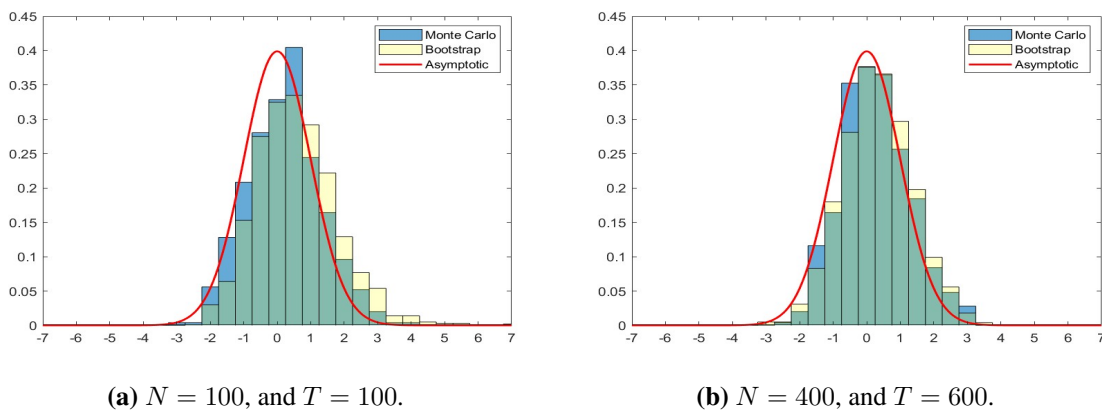 0.45
0.4
0.35
0.3
0.25
0.2
0.15
0.1
0.05
0
-7 -6 -5 -4 -3 -2 -1 0 1 2 3 4 5 6 7
Monte Carlo
Bootstrap
Asymptotic
(a) N = 100, and T = 100.
0.45
0.4
0.35
0.3
0.25
0.2
0.15
0.1
0.05
0
-7 -6 -5 -4 -3 -2 -1 0 1 2 3 4 5 6 7
Monte Carlo
Bootstrap
Asymptotic
(b) N = 400, and T = 600.